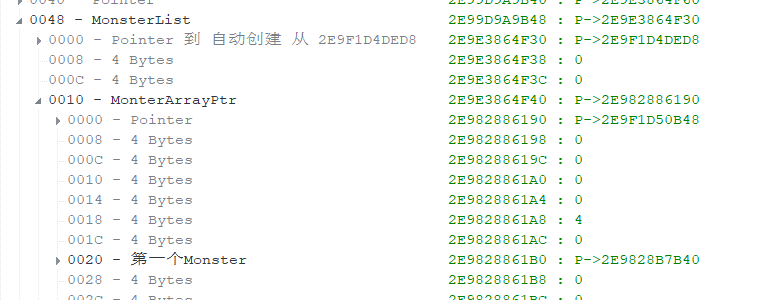 0040 - Pointer 2E99D9A9B40 : P->2E9E3864F60
0048 - MonsterList 2E99D9A9B48 : P->2E9E3864F30
0000 - Pointer 到 自动创建 从 2E9F1D4DED8 2E9E3864F30 : P->2E9F1D4DED8
0008 - 4 Bytes 2E9E3864F38 : 0
000C - 4 Bytes 2E9E3864F3C : 0
0010 - MonterArrayPtr 2E9E3864F40 : P->2E982886190
0000 - Pointer 2E982886190 : P->2E9F1D50B48
0008 - 4 Bytes 2E982886198 : 0
000C - 4 Bytes 2E98288619C : 0
0010 - 4 Bytes 2E9828861A0 : 0
0014 - 4 Bytes 2E9828861A4 : 0
0018 - 4 Bytes 2E9828861A8 : 4
001C - 4 Bytes 2E9828861AC : 0
0020 - 第一个Monster 2E9828861B0 : P->2E9828B7B40
0028 - 4 Bytes 2E9828861B8 : 0
002C - 4 Bytes 2E9828861BC : 0